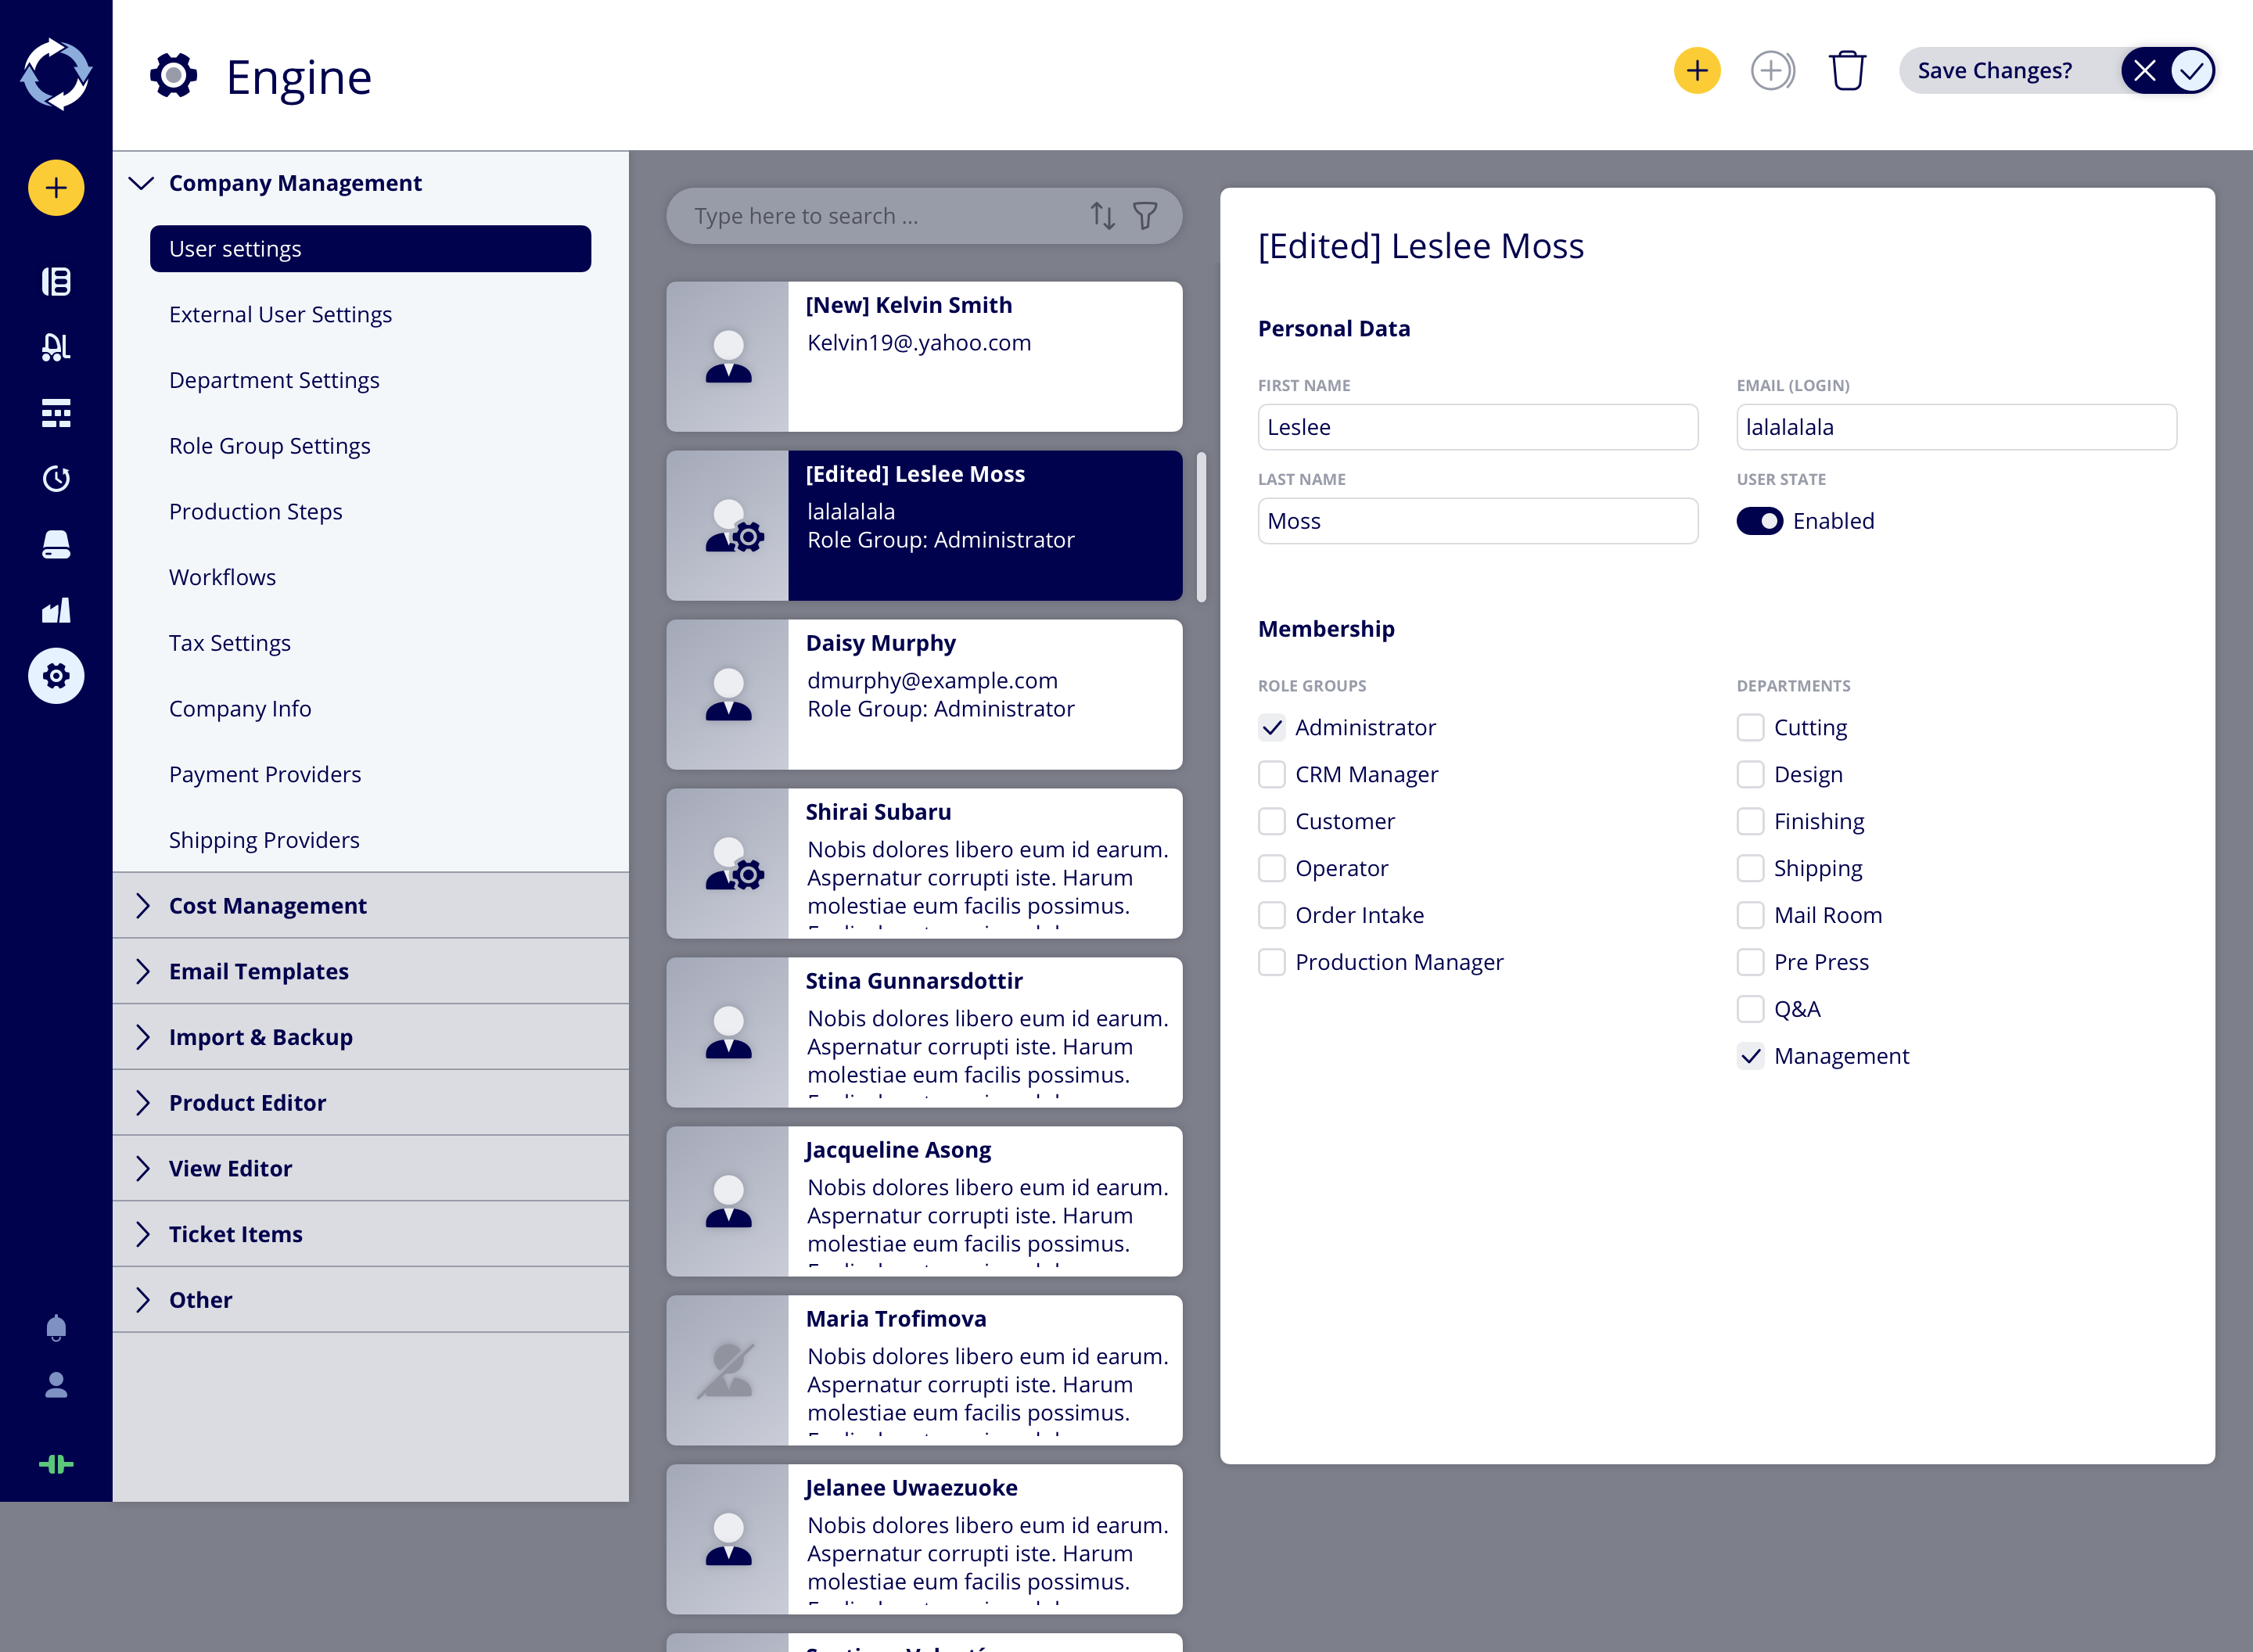 Engine
Save Changes?
Company Management
User settings
External User Settings
Department Settings
Role Group Settings
Production Steps
Workflows
Tax Settings
Company Info
Payment Providers
Shipping Providers
Cost Management
Email Templates
Import & Backup
Product Editor
View Editor
Ticket Items
Other
Type here to search ...
[New] Kelvin Smith
Kelvin19@.yahoo.com
[Edited] Leslee Moss
lalalalala
Role Group: Administrator
Daisy Murphy
dmurphy@example.com
Role Group: Administrator
Shirai Subaru
Nobis dolores libero eum id earum.
Aspernatur corrupti iste. Harum
molestiae eum facilis possimus.
Stina Gunnarsdottir
Nobis dolores libero eum id earum.
Aspernatur corrupti iste. Harum
molestiae eum facilis possimus.
Jacqueline Asong
Nobis dolores libero eum id earum.
Aspernatur corrupti iste. Harum
molestiae eum facilis possimus.
Maria Trofimova
Nobis dolores libero eum id earum.
Aspernatur corrupti iste. Harum
molestiae eum facilis possimus.
Jelanee Uwaezuoke
Nobis dolores libero eum id earum.
Aspernatur corrupti iste. Harum
molestiae eum facilis possimus.
[Edited] Leslee Moss
Personal Data
FIRST NAME
Leslee
EMAIL (LOGIN)
lalalalala
LAST NAME
Moss
USER STATE
Enabled
Membership
ROLE GROUPS
Administrator
CRM Manager
Customer
Operator
Order Intake
Production Manager
DEPARTMENTS
Cutting
Design
Finishing
Shipping
Mail Room
Pre Press
Q&A
Management